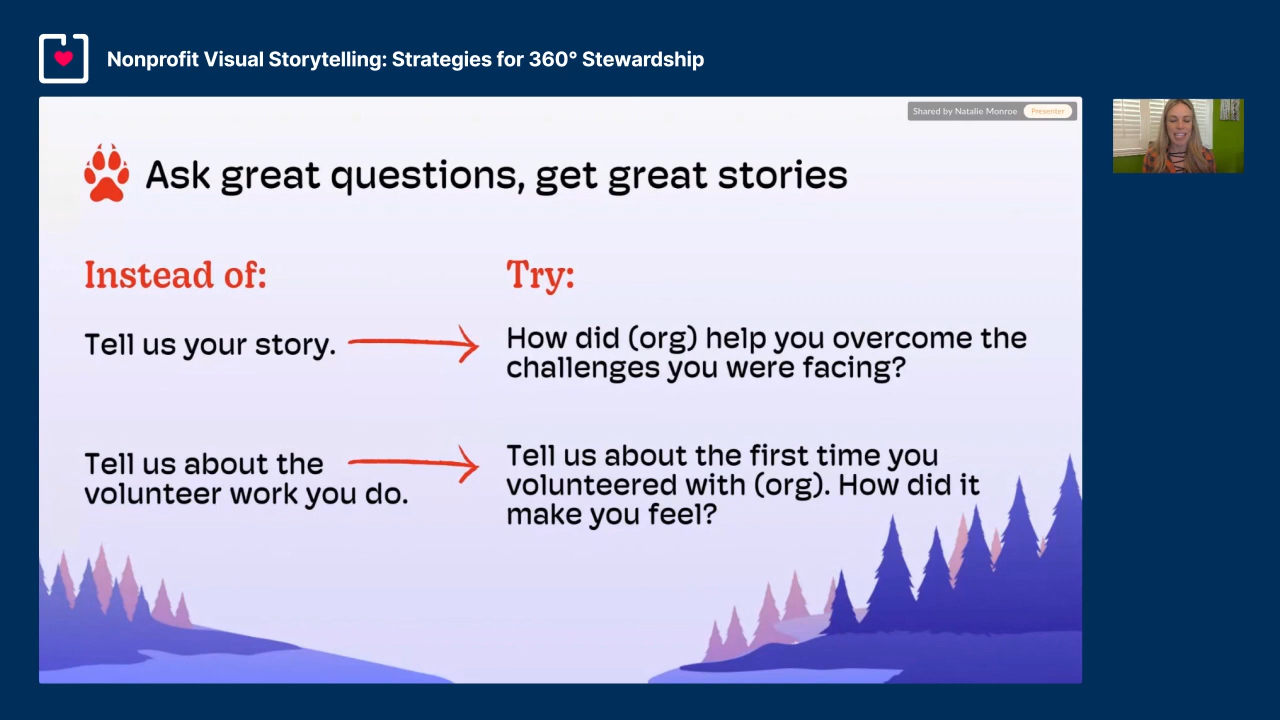 Nonprofit Visual Storytelling: Strategies for 360° Stewardship
Shared by Natalie Monroe Presenter
Ask great questions, get great stories
Instead of:
Try:
Tell us your story.
How did (org) help you overcome the
challenges you were facing?
Tell us about the
volunteer work you do.
Tell us about the first time you
volunteered with (org). How did it
make you feel?